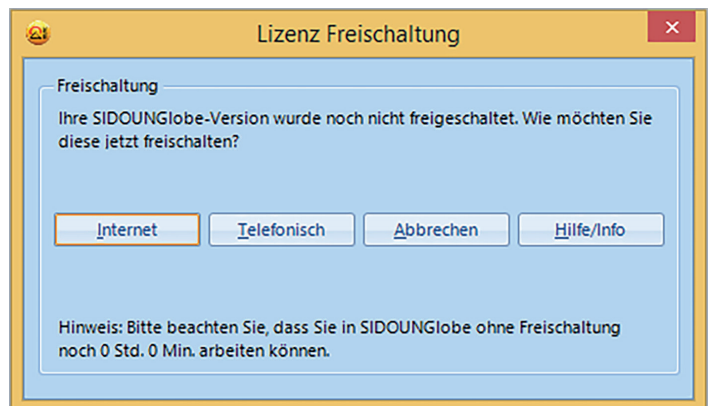 Lizenz Freischaltung
Freischaltung
Ihre SIDOUNGlobe-Version wurde noch nicht freigeschaltet. Wie möchten Sie
diese jetzt freischalten?
Internet Telefonisch Abbrechen Hilfe/Info
Hinweis: Bitte beachten Sie, dass Sie in SIDOUNGlobe ohne Freischaltung
noch 0 Std. 0 Min. arbeiten können.